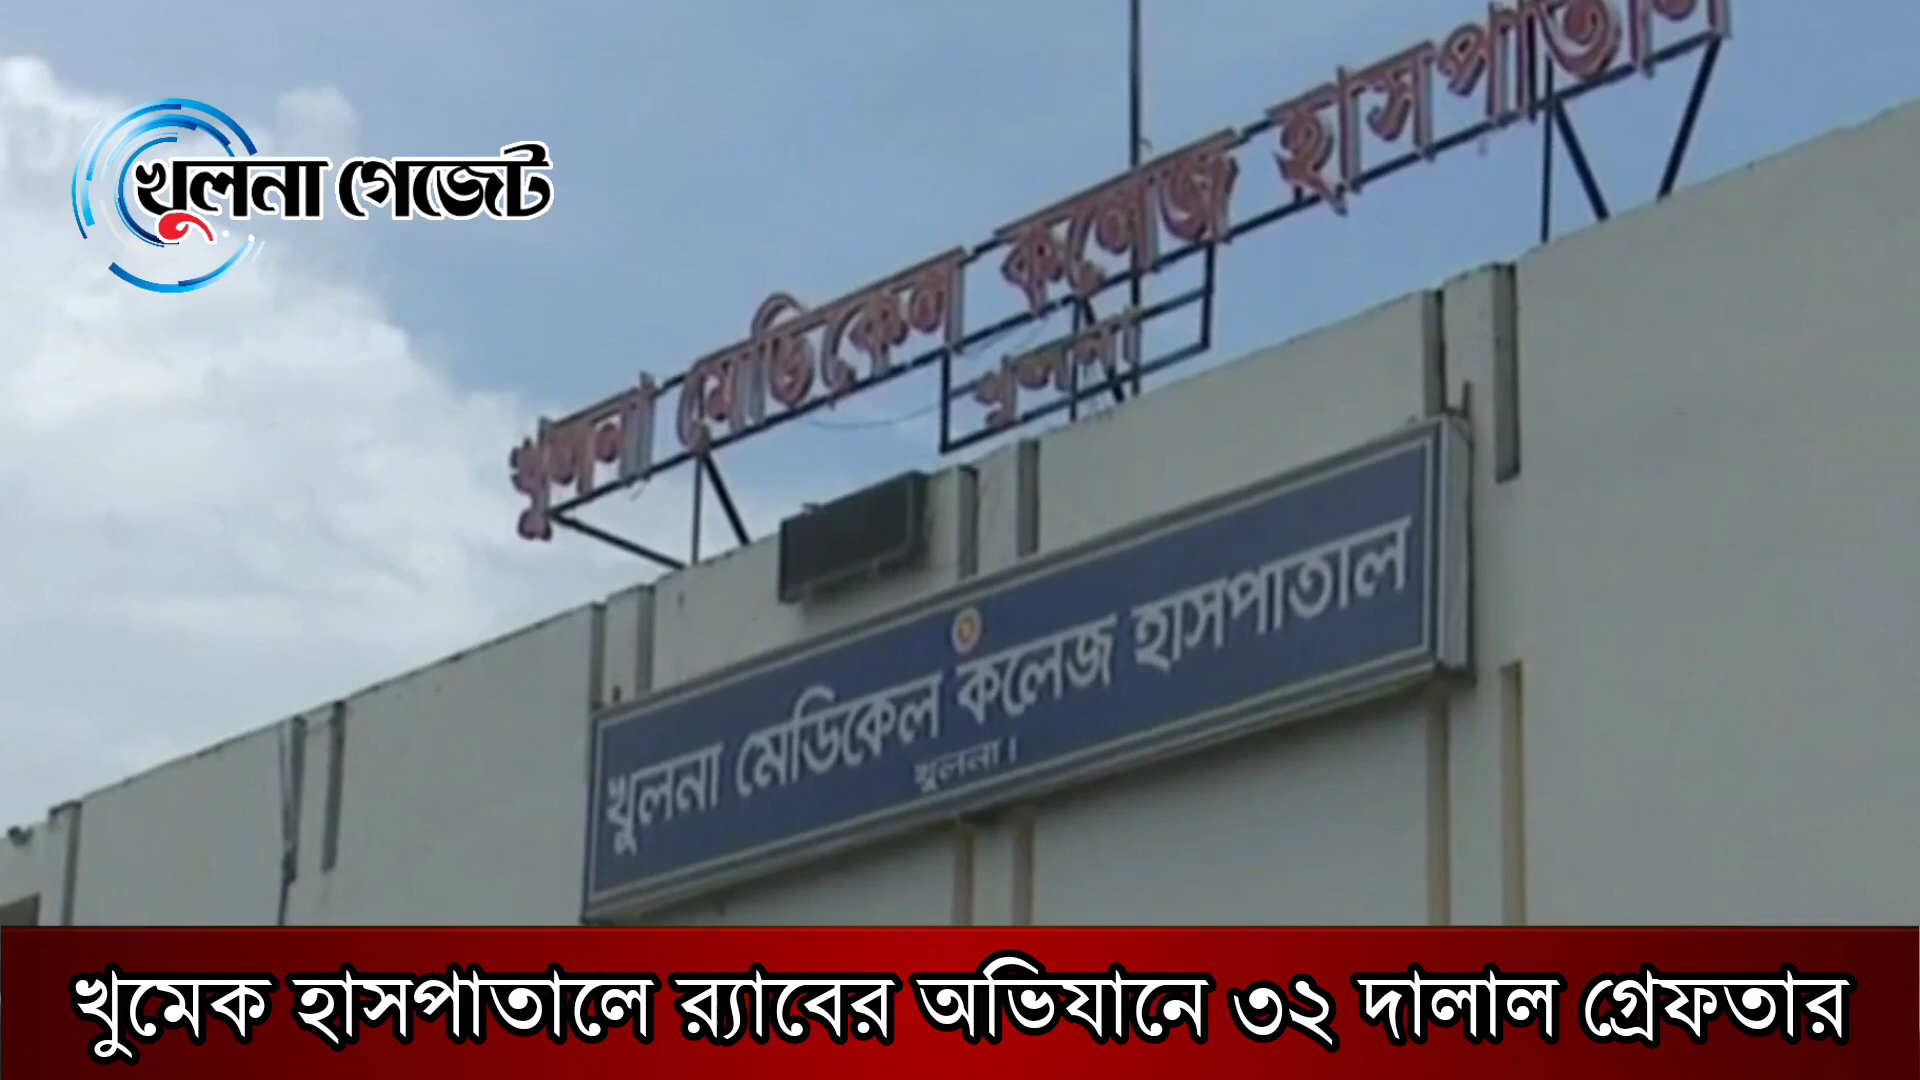 খুলনা গেজেট
খুলনা মেডিকেল কলেজ হাসপাতাল
খুলনা
খুলনা মেডিকেল কলেজ হাসপাতাল
খুলনা।
খুমেক হাসপাতালে র‍্যাবের অভিযানে ৩২ দালাল গ্রেফতার